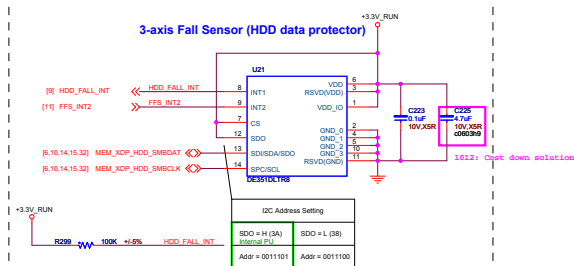 +3.3V_RUN
3-axis Fall Sensor (HDD data protector)
U21
[9] HDD_FALL_INT
HDD_FALL_INT
8
INT1
VDD
6
RSVD(VDD)
3
C223
0.1uF
10V,X5R
C225
4.7uF
10V,X5R
c0603h9
[11] FFS_INT2
FFS_INT2
9
INT2
VDD_IO
1
7
CS
12
SDO
GND_0
2
GND_1
4
GND_2
5
GND_3
10
RSVD(GND)
11
[6,10,14,15,32] MEM_XDP_HDD_SMBDAT
13
SDI/SDA/SDO
[6,10,14,15,32] MEM_XDP_HDD_SMBCLK
14
SPC/SCL
DE351DLTR8
1012: Cost down solution
I2C Address Setting
SDO = H (3A)
Internal PU
SDO = L (38)
Addr = 0011101
Addr = 0011100
+3.3V_RUN
R299
100K
+/-5%
HDD_FALL_INT